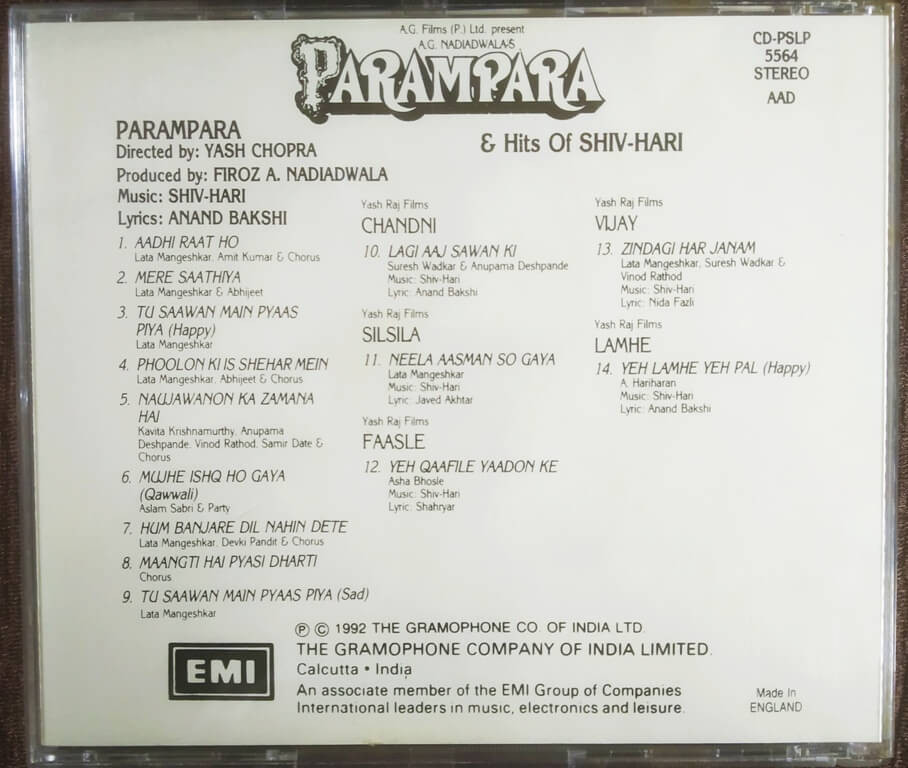 A.G. Films (P.) Ltd. present
A.G. NADIADWALA'S
PARAMPARA
CD-PSLP
5564
STEREO
AAD
& Hits Of SHIV-HARI
PARAMPARA
Directed by: YASH CHOPRA
Produced by: FIROZ A. NADIADWALA
Music: SHIV-HARI
Lyrics: ANAND BAKSHI
1. AADHI RAAT HO
Lata Mangeshkar, Amit Kumar & Chorus
2. MERE SAATHIYA
Lata Mangeshkar & Abhijeet
3. TU SAAWAN MAIN PYAAS
PIYA (Happy)
Lata Mangeshkar
4. PHOOLON KI IS SHEHAR MEIN
Lata Mangeshkar, Abhijeet & Chorus
5. NAUJAWANON KA ZAMANA
HAI
Kavita Krishnamurthy, Anupama
Deshpande, Vinod Rathod, Samir Date &
Chorus
6. MUJHE ISHQ HO GAYA
(Qawwali)
Aslam Sabri & Party
7. HUM BANJARE DIL NAHIN DETE
Lata Mangeshkar, Devki Pandit & Chorus
8. MAANGTI HAI PYASI DHARTI
Chorus
9. TU SAAWAN MAIN PYAAS PIYA (Sad)
Lata Mangeshkar
Yash Raj Films
CHANDNI
10. LAGI AAJ SAWAN KI
Suresh Wadkar & Anupama Deshpande
Music: Shiv-Hari
Lyric: Anand Bakshi
Yash Raj Films
SILSILA
11. NEELA AASMAN SO GAYA
Lata Mangeshkar
Music: Shiv-Hari
Lyric: Javed Akhtar
Yash Raj Films
FAASLE
12. YEH QAAFILE YAADON KE
Asha Bhosle
Music: Shiv-Hari
Lyric: Shahryar
Yash Raj Films
VIJAY
13. ZINDAGI HAR JANAM
Lata Mangeshkar, Suresh Wadkar &
Vinod Rathod
Music: Shiv-Hari
Lyric: Nida Fazli
Yash Raj Films
LAMHE
14. YEH LAMHE YEH PAL (Happy)
A. Hariharan
Music: Shiv-Hari
Lyric: Anand Bakshi
EMI
℗ © 1992 THE GRAMOPHONE CO. OF INDIA LTD.
THE GRAMOPHONE COMPANY OF INDIA LIMITED.
Calcutta • India
An associate member of the EMI Group of Companies
International leaders in music, electronics and leisure.
Made In
ENGLAND